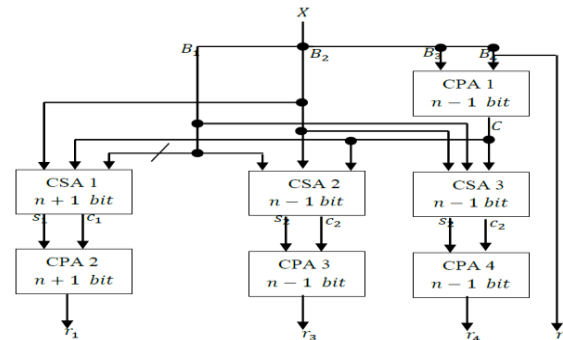 X
B₁ B₂ B₃
CPA 1
n − 1 bit
C
CSA 1
n + 1 bit
CSA 2
n − 1 bit
CSA 3
n − 1 bit
s₁ c₁ s₂ c₂ s₂ c₂
CPA 2
n + 1 bit
CPA 3
n − 1 bit
CPA 4
n − 1 bit
r₁ r₃ r₄ r